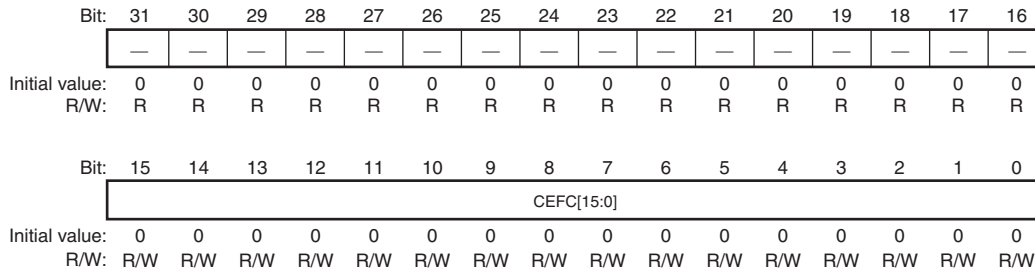 Bit: 31 30 29 28 27 26 25 24 23 22 21 20 19 18 17 16
— — — — — — — — — — — — — — — —
Initial value: 0 0 0 0 0 0 0 0 0 0 0 0 0 0 0 0
R/W: R R R R R R R R R R R R R R R R
Bit: 15 14 13 12 11 10 9 8 7 6 5 4 3 2 1 0
CEFC[15:0]
Initial value: 0 0 0 0 0 0 0 0 0 0 0 0 0 0 0 0
R/W: R/W R/W R/W R/W R/W R/W R/W R/W R/W R/W R/W R/W R/W R/W R/W R/W